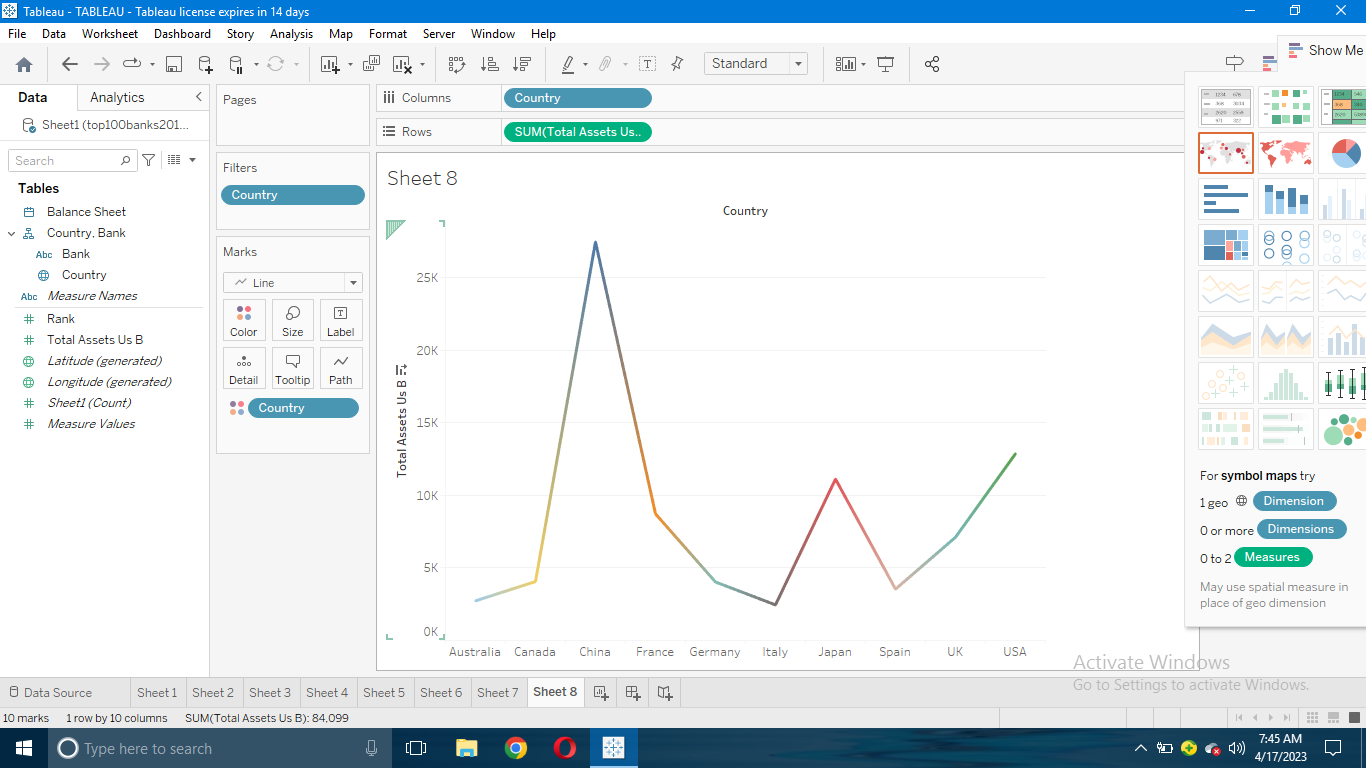 Tableau - TABLEAU - Tableau license expires in 14 days
File Data Worksheet Dashboard Story Analysis Map Format Server Window Help
Standard
Show Me
Data Analytics
Sheet1 (top100banks201...
Search
Tables
Balance Sheet
Country, Bank
Abc Bank
Country
Abc Measure Names
Rank
Total Assets Us B
Latitude (generated)
Longitude (generated)
Sheet1 (Count)
Measure Values
Pages
Filters
Country
Marks
Line
Color Size Label
Detail Tooltip Path
Country
Columns Country
Rows SUM(Total Assets Us..
Sheet 8
Country
Total Assets Us B
25K
20K
15K
10K
5K
0K
Australia Canada China France Germany Italy Japan Spain UK USA
For symbol maps try
1 geo Dimension
0 or more Dimensions
0 to 2 Measures
May use spatial measure in
place of geo dimension
Activate Windows
Go to Settings to activate Windows.
Data Source Sheet 1 Sheet 2 Sheet 3 Sheet 4 Sheet 5 Sheet 6 Sheet 7 Sheet 8
10 marks 1 row by 10 columns SUM(Total Assets Us B): 84,099
Type here to search
7:45 AM
4/17/2023